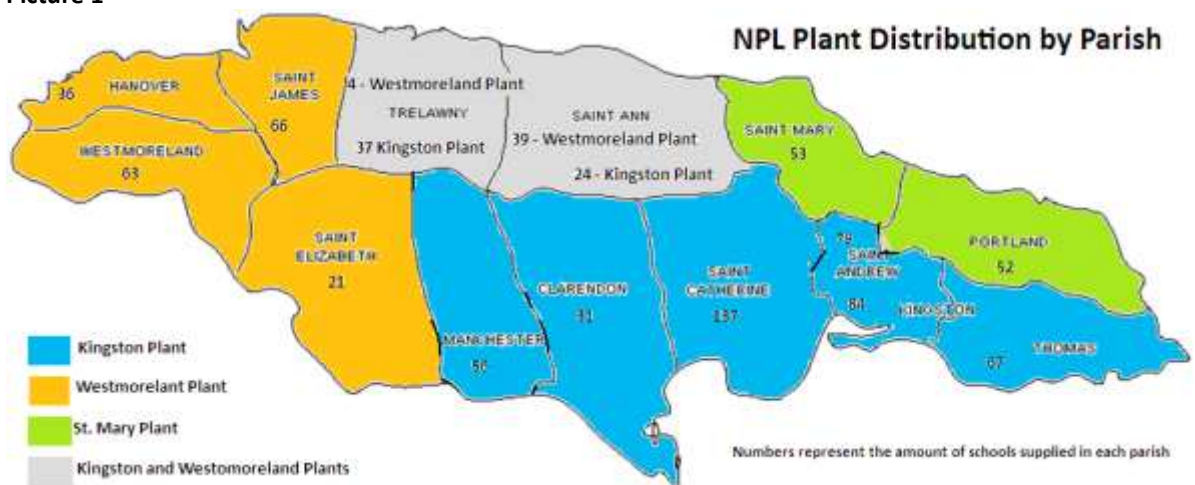 NPL Plant Distribution by Parish
36 HANOVER
SAINT
JAMES
66
4 - Westmoreland Plant
TRELAWNY
37 Kingston Plant
SAINT ANN
39 - Westmoreland Plant
24 - Kingston Plant
SAINT MARY
53
WESTMORELAND
63
SAINT
ELIZABETH
21
MANCHESTER
CLARENDON
31
SAINT
CATHERINE
137
79
SAINT
ANDREW
84
KINGSTON
PORTLAND
52
THOMAS
67
Kingston Plant
Westmorelant Plant
St. Mary Plant
Kingston and Westomoreland Plants
Numbers represent the amount of schools supplied in each parish